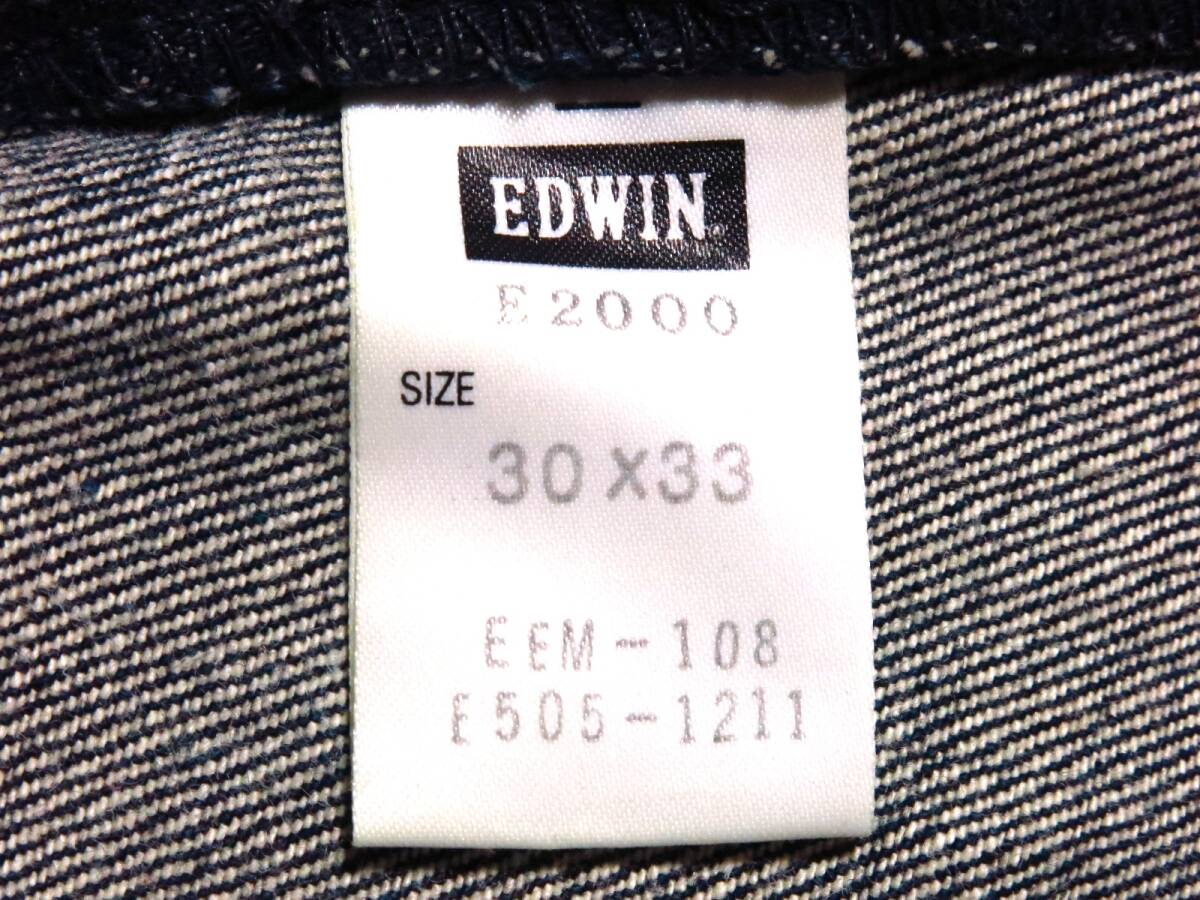 EDWIN
E2000
SIZE
30X33
EEM-108
E505-1211